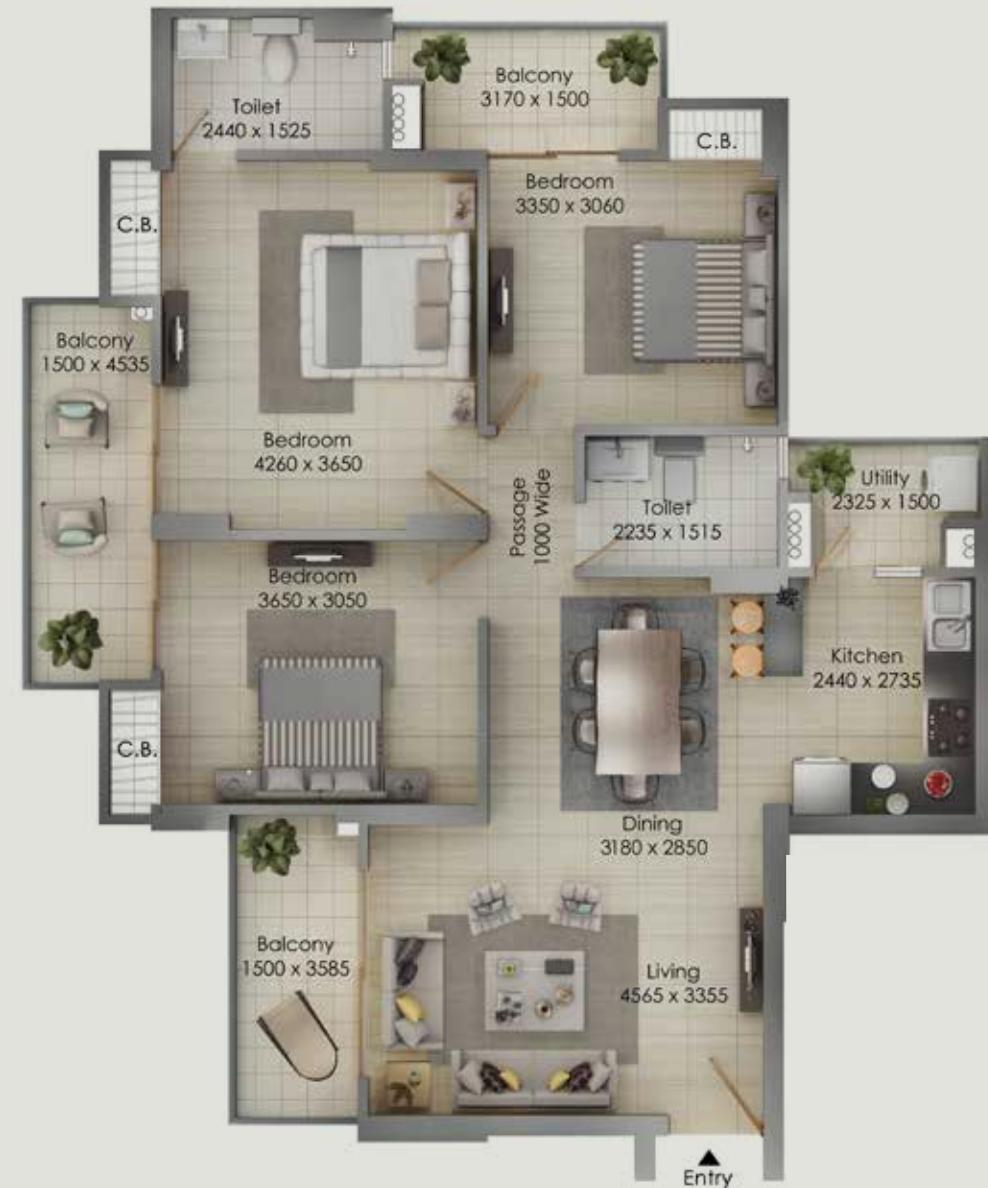 Toilet
2440 x 1525
Balcony
3170 x 1500
C.B.
Bedroom
3350 x 3060
C.B.
Balcony
1500 x 4535
Bedroom
4260 x 3650
Passage
1000 Wide
Toilet
2235 x 1515
Utility
2325 x 1500
Bedroom
3650 x 3050
Kitchen
2440 x 2735
C.B.
Dining
3180 x 2850
Balcony
1500 x 3585
Living
4565 x 3355
Entry